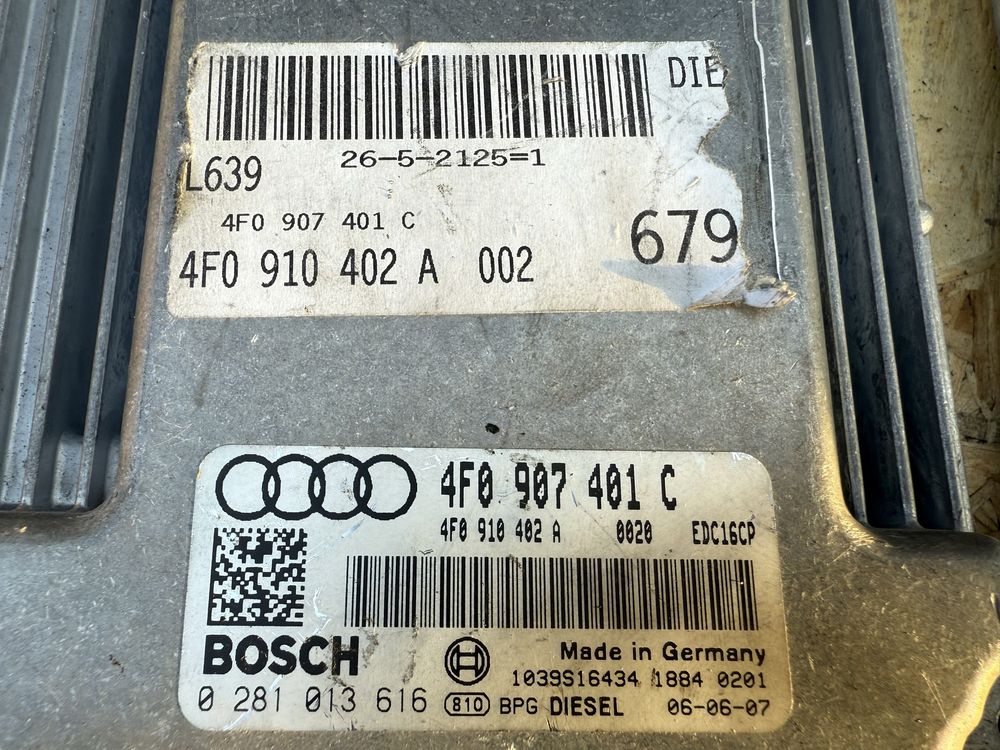 DIE
L639 26-5-2125=1
4F0 907 401 C
679
4F0 910 402 A 002
4F0 907 401 C
4F0 910 402 A 0020 EDC16CP
BOSCH
Made in Germany
1039S16434 1884 0201
0 281 013 616 810 BPG DIESEL 06-06-07